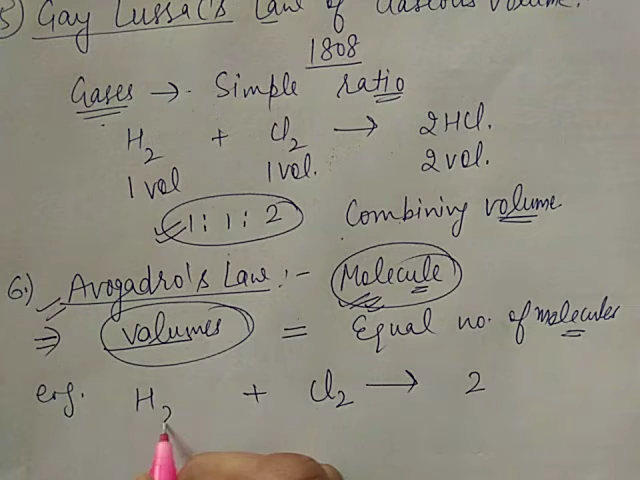 5) Gay Lussac's Law of Gaseous Volume.
1808
Gases → Simple ratio
H2 + Cl2 → 2HCl.
1 vol 1 vol. 2 vol.
1 : 1 : 2 Combining volume
6.) Avogadro's Law :- Molecule
⇒ Volumes = Equal no. of molecules
e.g. H2 + Cl2 → 2